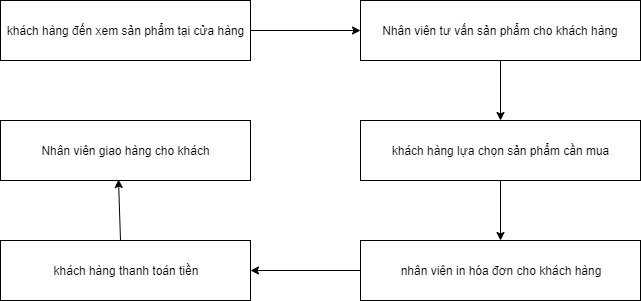 khách hàng đến xem sản phẩm tại cửa hàng
Nhân viên tư vấn sản phẩm cho khách hàng
khách hàng lựa chọn sản phẩm cần mua
nhân viên in hóa đơn cho khách hàng
khách hàng thanh toán tiền
Nhân viên giao hàng cho khách